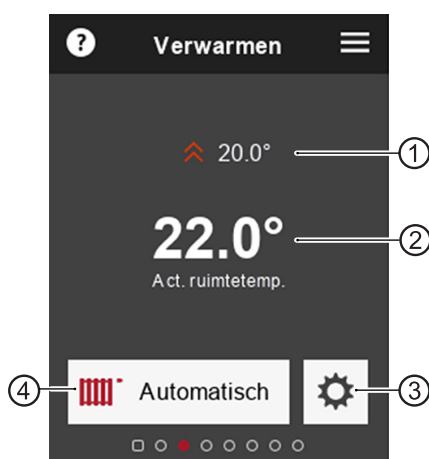 ? Verwarmen
20.0° 1
22.0° 2
Act. ruimtetemp.
4 Automatisch 3